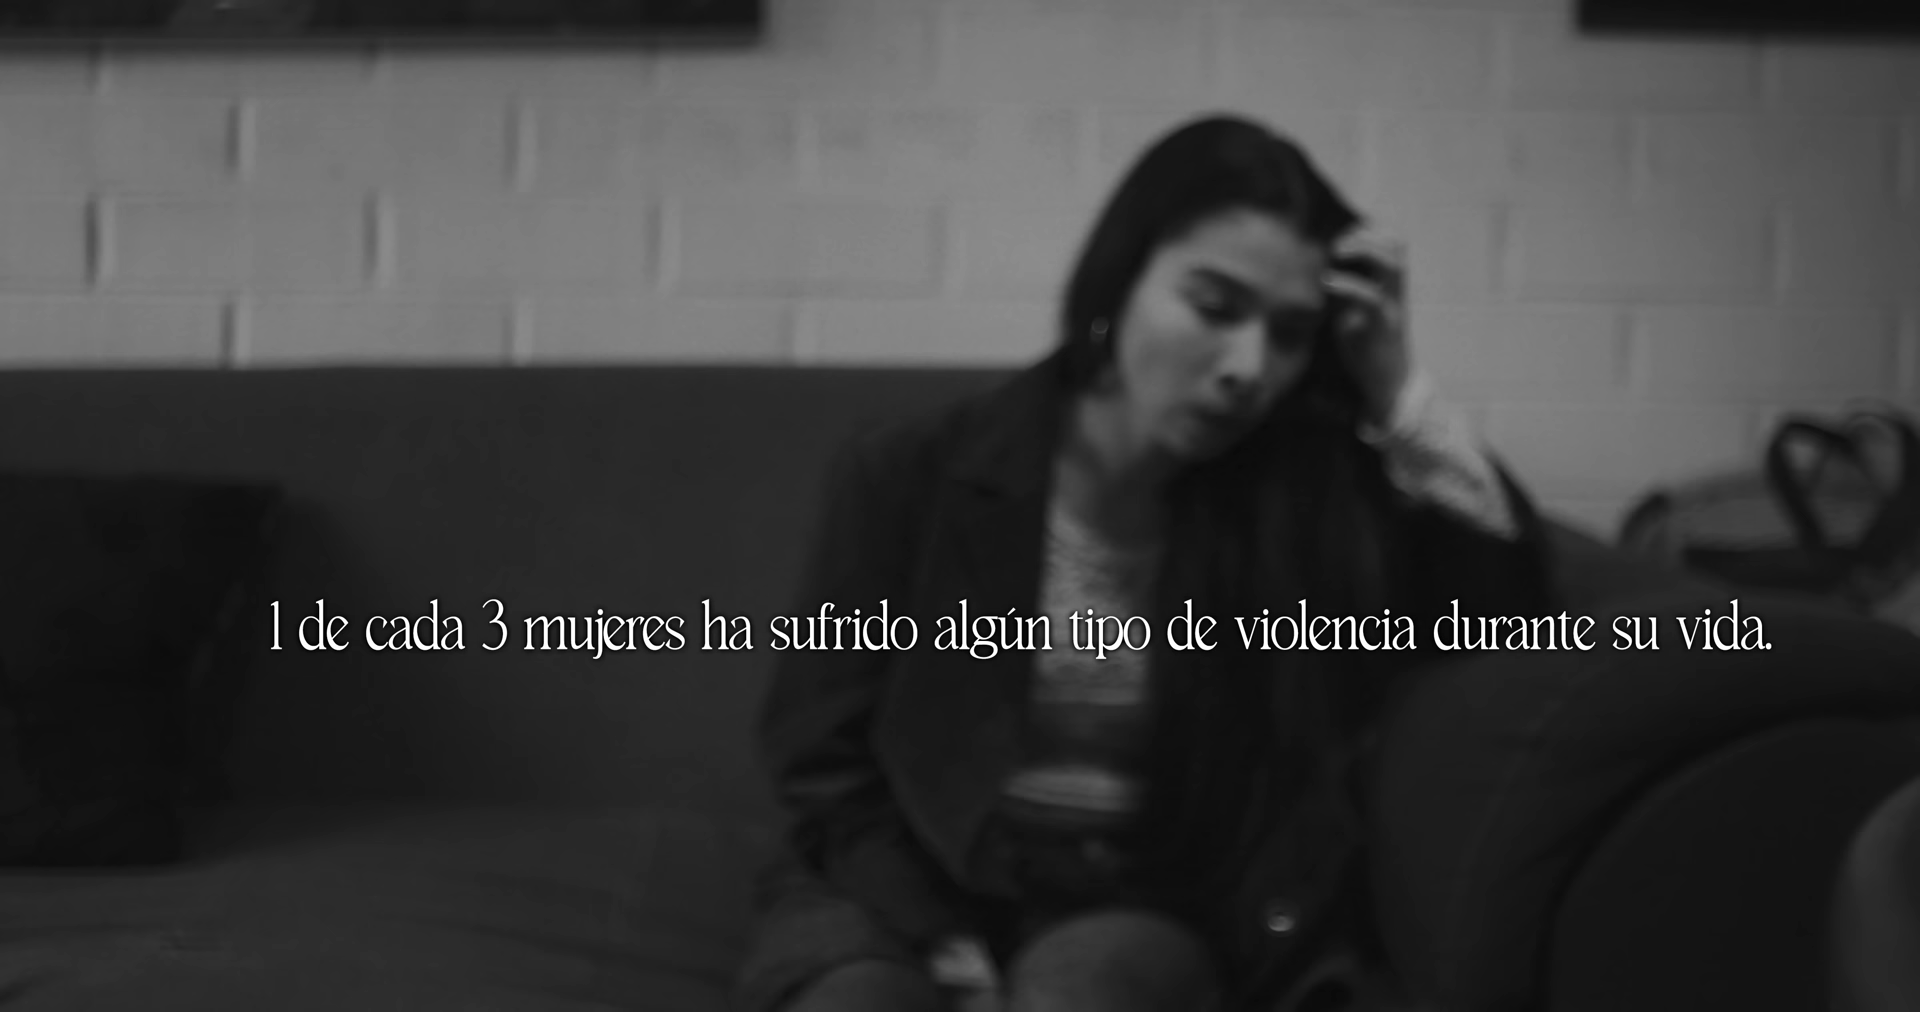 1 de cada 3 mujeres ha sufrido algún tipo de violencia durante su vida.